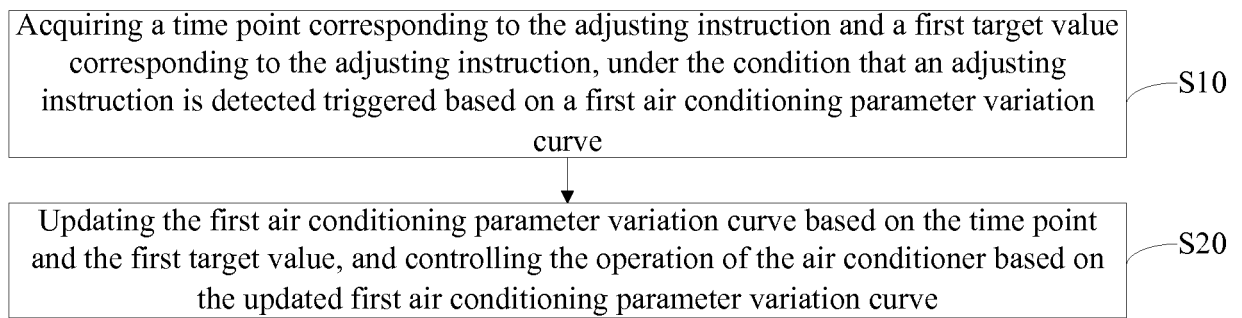 Acquiring a time point corresponding to the adjusting instruction and a first target value
corresponding to the adjusting instruction, under the condition that an adjusting
instruction is detected triggered based on a first air conditioning parameter variation
curve
S10
Updating the first air conditioning parameter variation curve based on the time point
and the first target value, and controlling the operation of the air conditioner based on
the updated first air conditioning parameter variation curve
S20